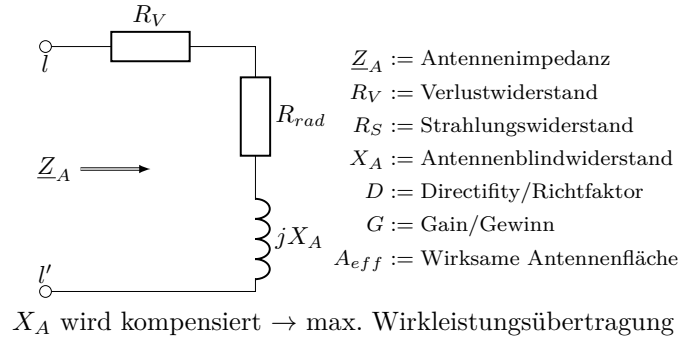 R_V
l
Z_A := Antennenimpedanz
R_V := Verlustwiderstand
R_rad
R_S := Strahlungswiderstand
Z_A
X_A := Antennenblindwiderstand
D := Directifity/Richtfaktor
G := Gain/Gewinn
jX_A
A_eff := Wirksame Antennenfläche
l'
X_A wird kompensiert → max. Wirkleistungsübertragung